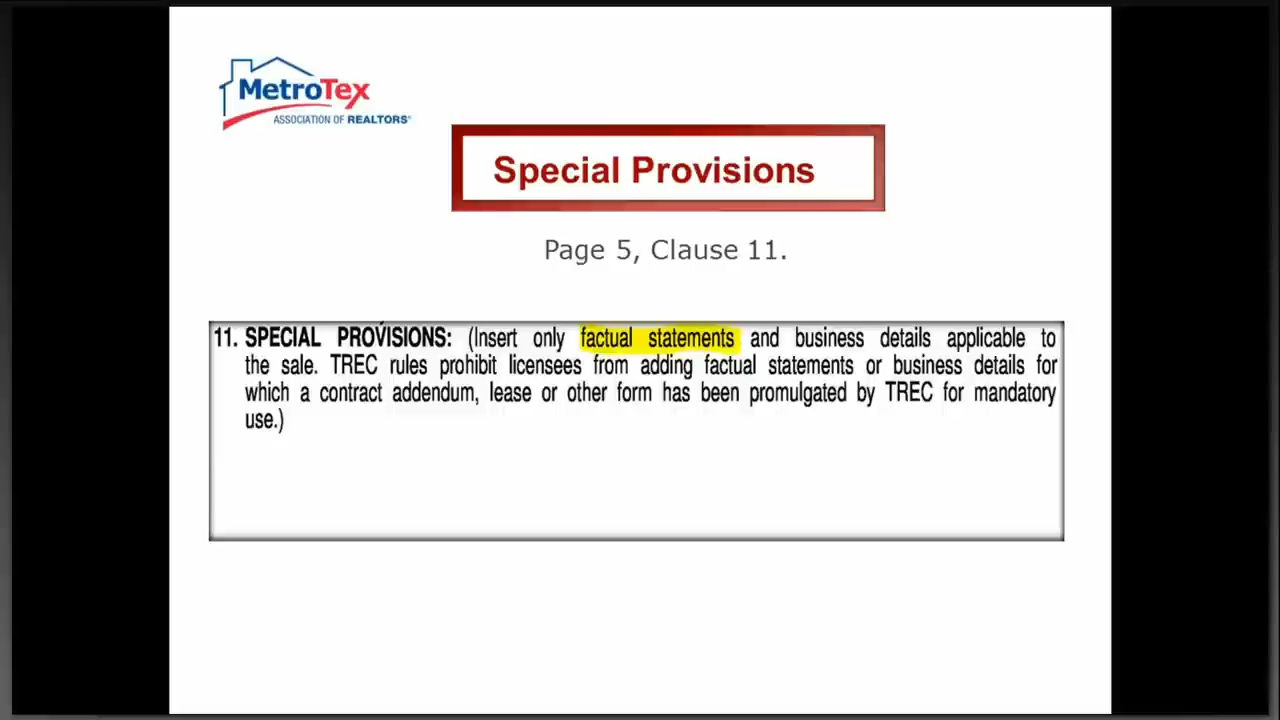 MetroTex
ASSOCIATION OF REALTORS®
Special Provisions
Page 5, Clause 11.
11. SPECIAL PROVISIONS: (Insert only factual statements and business details applicable to
the sale. TREC rules prohibit licensees from adding factual statements or business details for
which a contract addendum, lease or other form has been promulgated by TREC for mandatory
use.)